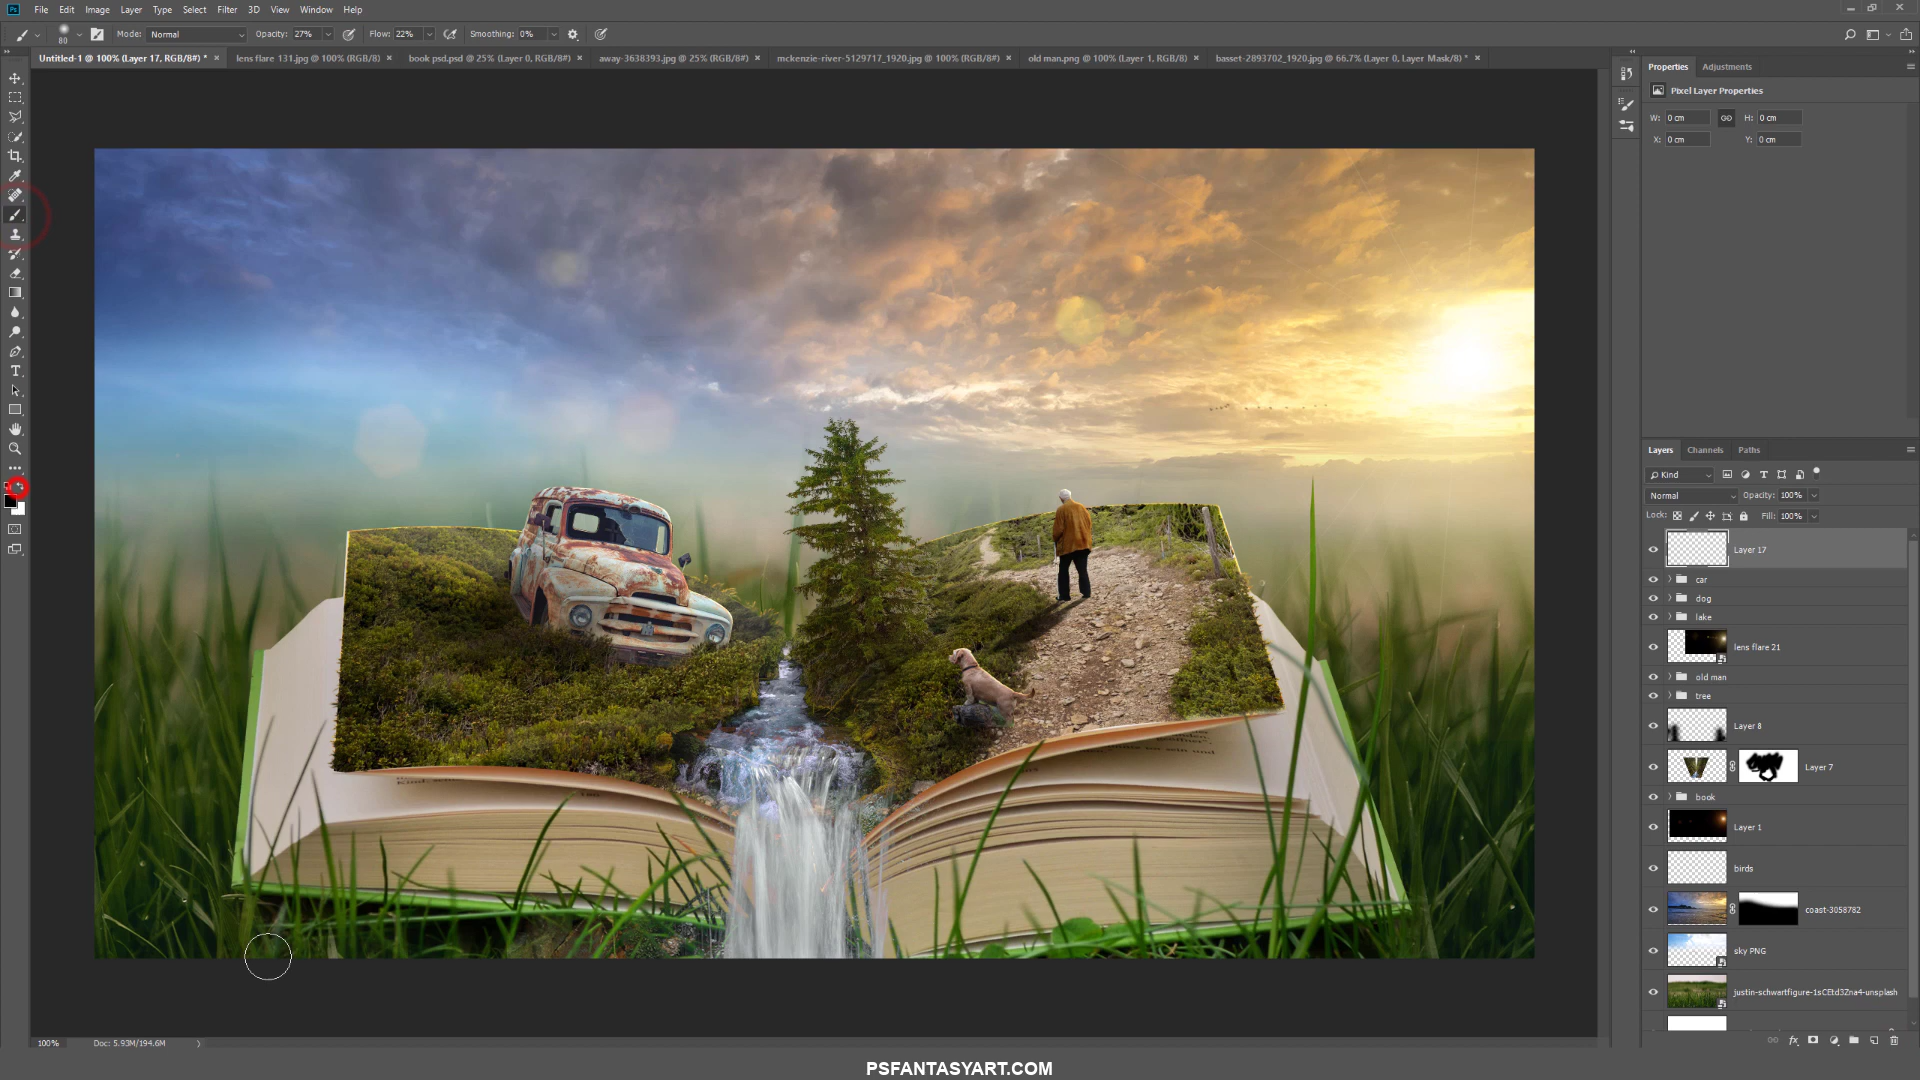 Ps File Edit Image Layer Type Select Filter 3D View Window Help
80 Mode: Normal Opacity: 27% Flow: 22% Smoothing: 0%
Untitled-1 @ 100% (Layer 17, RGB/8#) * × lens flare 131.jpg @ 100% (RGB/8) × book psd.psd @ 25% (Layer 0, RGB/8#) × away-3638393.jpg @ 25% (RGB/8#) × mckenzie-river-5129717_1920.jpg @ 100% (RGB/8#) × old man.png @ 100% (Layer 1, RGB/8) × basset-2893702_1920.jpg @ 66.7% (Layer 0, Layer Mask/8) * ×
Properties Adjustments
Pixel Layer Properties
W: 0 cm H: 0 cm
X: 0 cm Y: 0 cm
Layers Channels Paths
Kind
Normal Opacity: 100%
Lock: Fill: 100%
Layer 17
car
dog
lake
lens flare 21
old man
tree
Layer 8
Layer 7
book
Layer 1
birds
coast-3058782
sky PNG
justin-schwartfigure-1sCEtd3Zna4-unsplash
100% Doc: 5.93M/194.6M
PSFANTASYART.COM